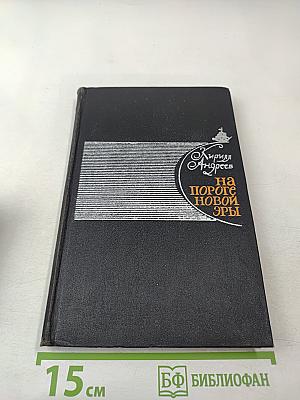 Кирилл
Андреев
НА
ПОРОГЕ
НОВОЙ
ЭРЫ
15 см
БФ БИБЛИОФАН